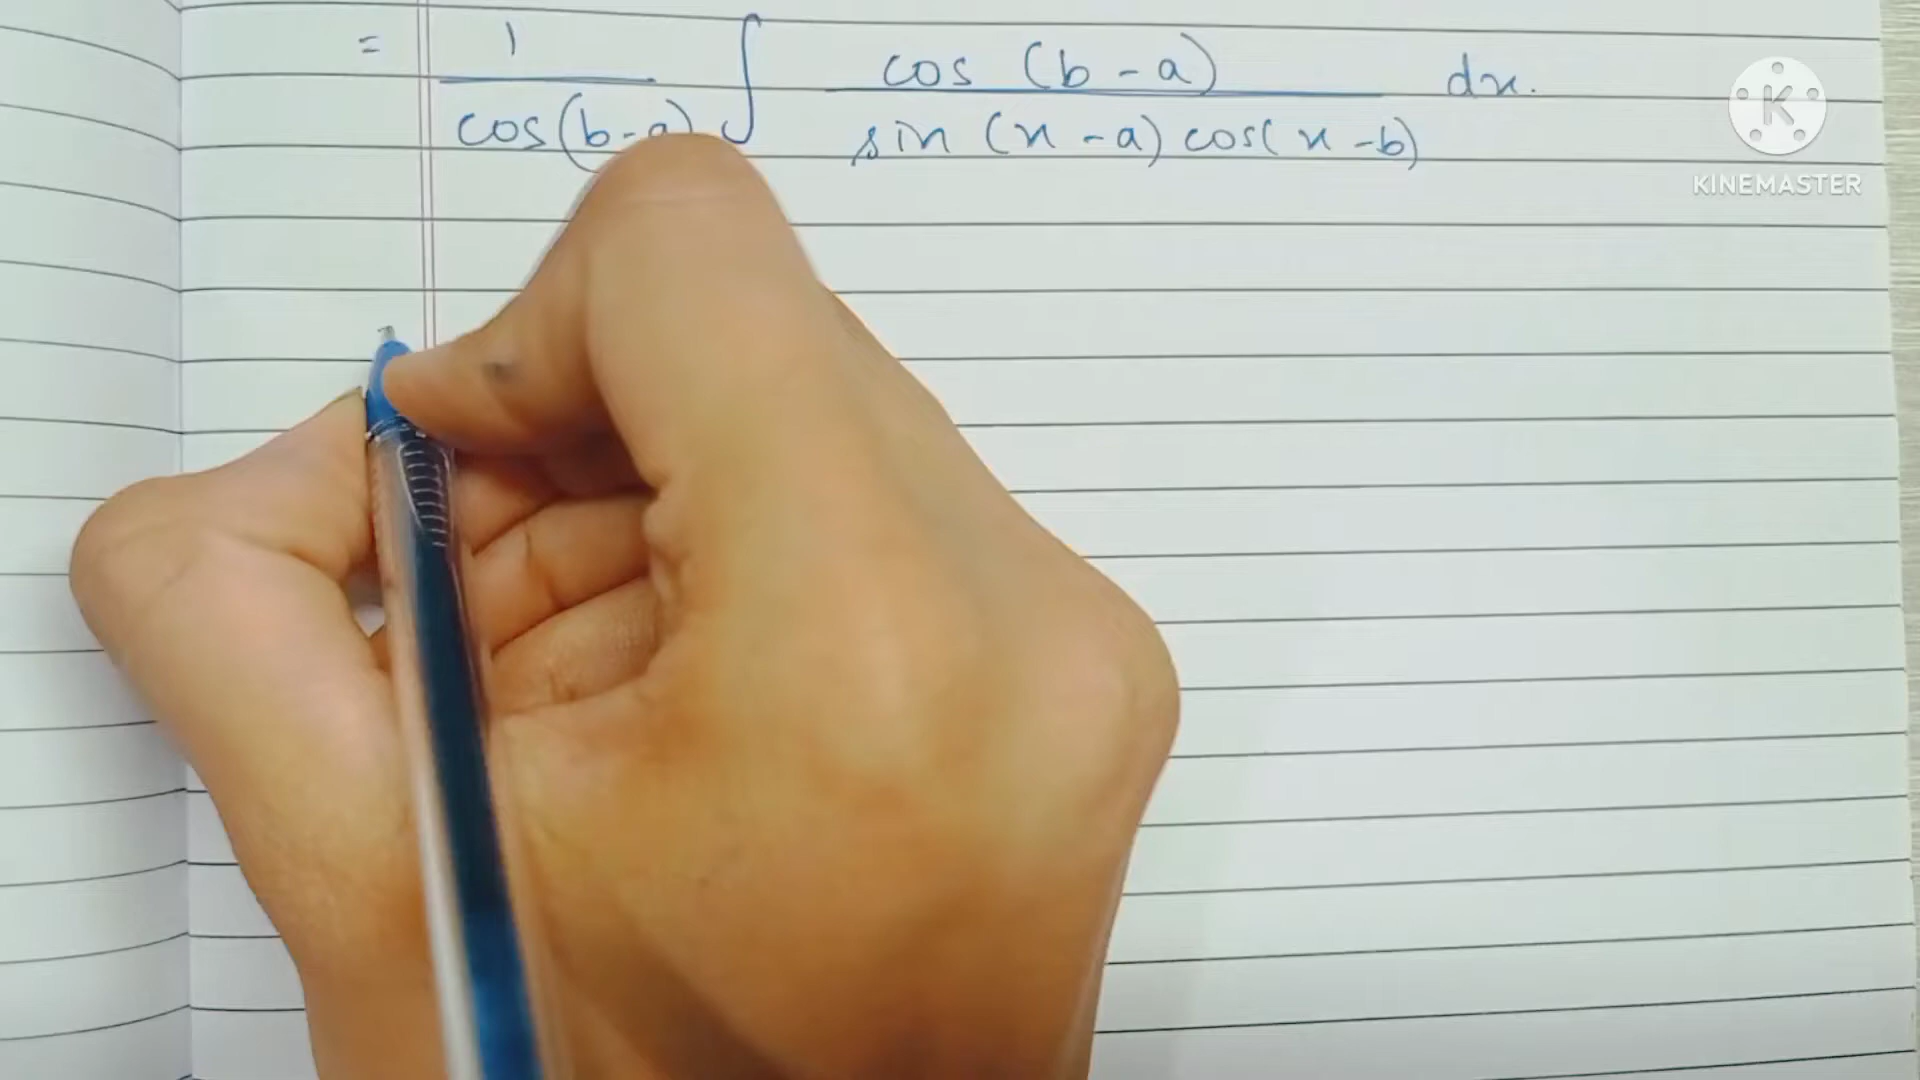 = 1/cos(b-a) ∫ cos (b-a)/sin (x-a) cos(x-b) dx.
K
KINEMASTER